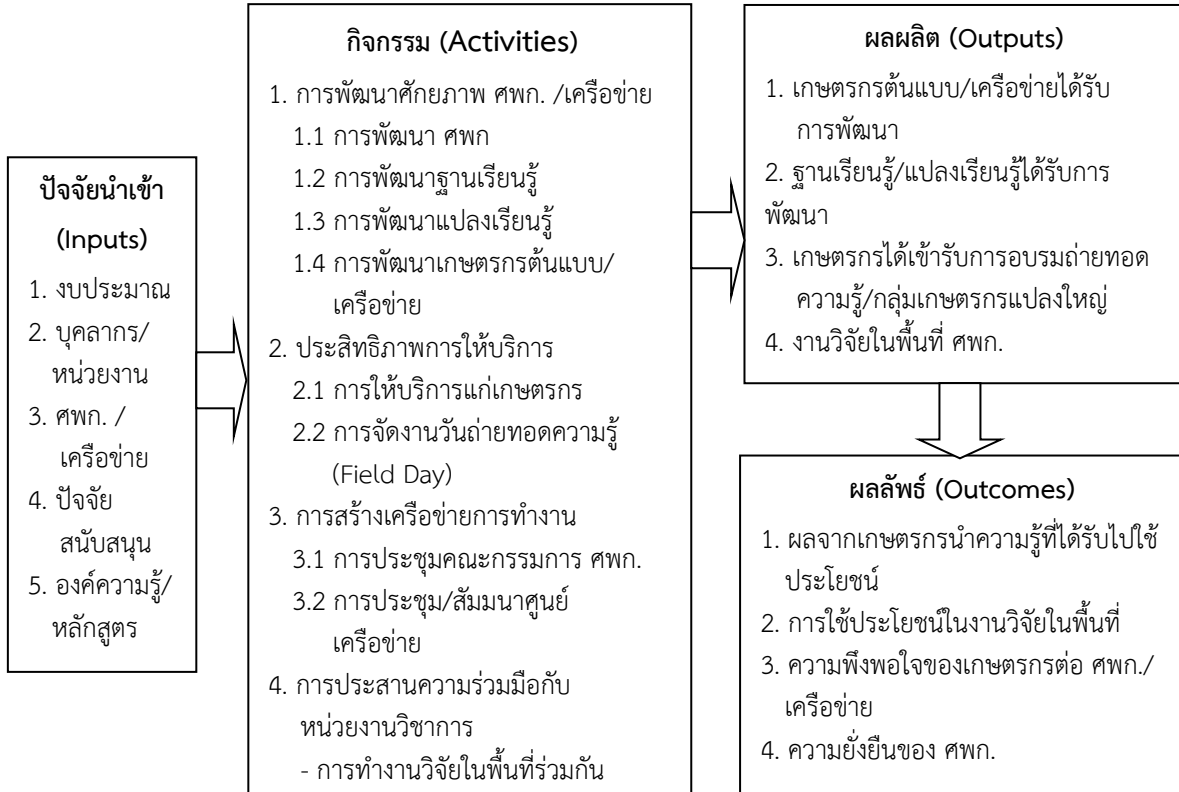 ปัจจัยนำเข้า
(Inputs)
1. งบประมาณ
2. บุคลากร/
หน่วยงาน
3. ศพก. /
เครือข่าย
4. ปัจจัย
สนับสนุน
5. องค์ความรู้/
หลักสูตร
กิจกรรม (Activities)
1. การพัฒนาศักยภาพ ศพก. /เครือข่าย
1.1 การพัฒนา ศพก
1.2 การพัฒนาฐานเรียนรู้
1.3 การพัฒนาแปลงเรียนรู้
1.4 การพัฒนาเกษตรกรต้นแบบ/
เครือข่าย
2. ประสิทธิภาพการให้บริการ
2.1 การให้บริการแก่เกษตรกร
2.2 การจัดงานวันถ่ายทอดความรู้
(Field Day)
3. การสร้างเครือข่ายการทำงาน
3.1 การประชุมคณะกรรมการ ศพก.
3.2 การประชุม/สัมมนาศูนย์
เครือข่าย
4. การประสานความร่วมมือกับ
หน่วยงานวิชาการ
- การทำงานวิจัยในพื้นที่ร่วมกัน
ผลผลิต (Outputs)
1. เกษตรกรต้นแบบ/เครือข่ายได้รับ
การพัฒนา
2. ฐานเรียนรู้/แปลงเรียนรู้ได้รับการ
พัฒนา
3. เกษตรกรได้เข้ารับการอบรมถ่ายทอด
ความรู้/กลุ่มเกษตรกรแปลงใหญ่
4. งานวิจัยในพื้นที่ ศพก.
ผลลัพธ์ (Outcomes)
1. ผลจากเกษตรกรนำความรู้ที่ได้รับไปใช้
ประโยชน์
2. การใช้ประโยชน์ในงานวิจัยในพื้นที่
3. ความพึงพอใจของเกษตรกรต่อ ศพก./
เครือข่าย
4. ความยั่งยืนของ ศพก.